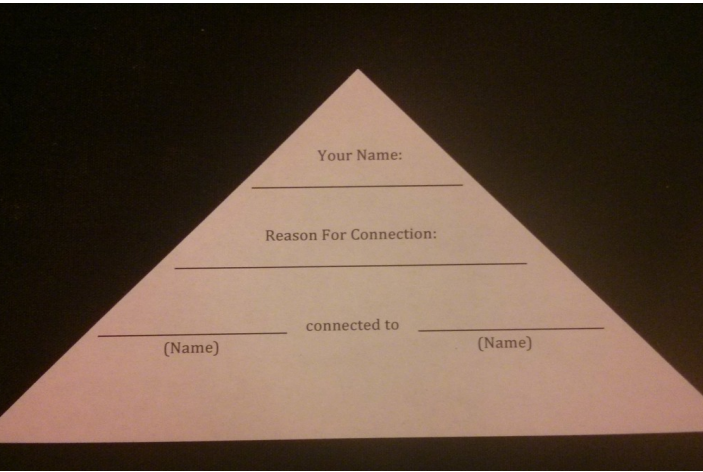 Your Name:
Reason For Connection:
connected to
(Name) (Name)